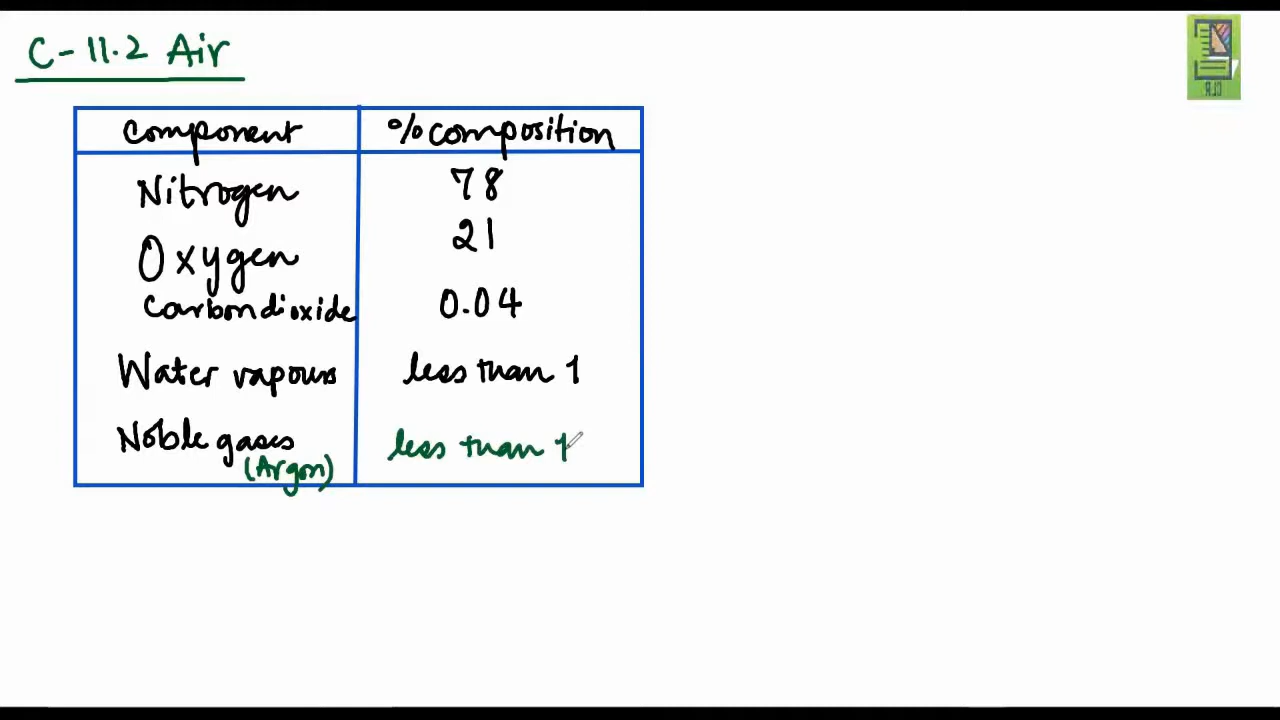 C-11.2 Air
component %composition
Nitrogen 78
Oxygen 21
Carbondioxide 0.04
Water vapours less than 1
Noble gases less than 1
(Argon)
CLR